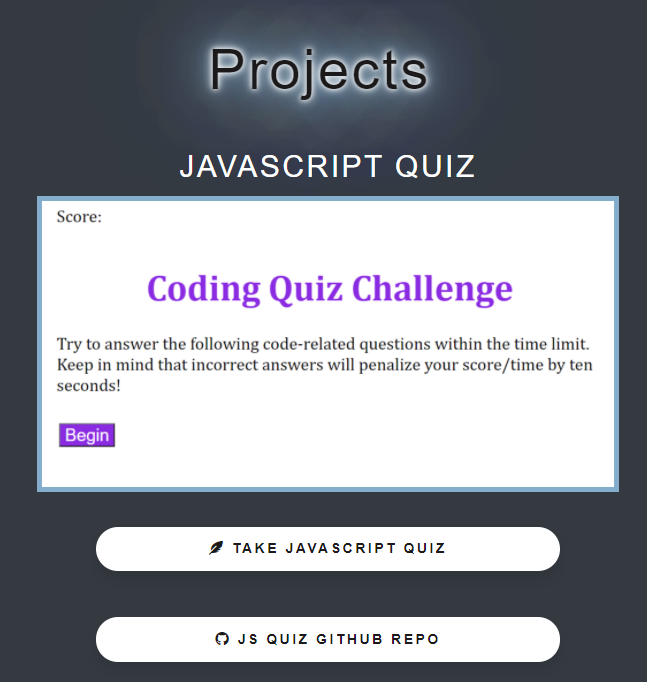 Projects
JAVASCRIPT QUIZ
Score:
Coding Quiz Challenge
Try to answer the following code-related questions within the time limit.
Keep in mind that incorrect answers will penalize your score/time by ten
seconds!
Begin
TAKE JAVASCRIPT QUIZ
JS QUIZ GITHUB REPO